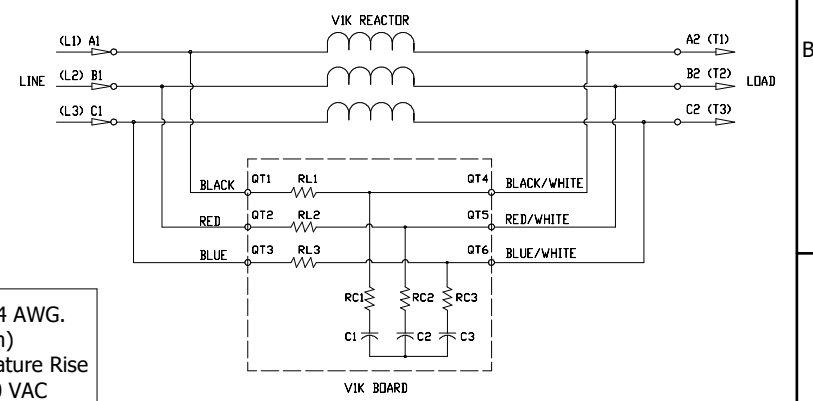 V1K REACTOR
(L1) A1
A2 (T1)
B
LINE
(L2) B1
B2 (T2)
LOAD
(L3) C1
C2 (T3)
BLACK
QT1
RL1
QT4
BLACK/WHITE
RED
QT2
RL2
QT5
RED/WHITE
BLUE
QT3
RL3
QT6
BLUE/WHITE
RC1
RC2
RC3
C1
C2
C3
V1K BOARD
4 AWG.
ature Rise
VAC